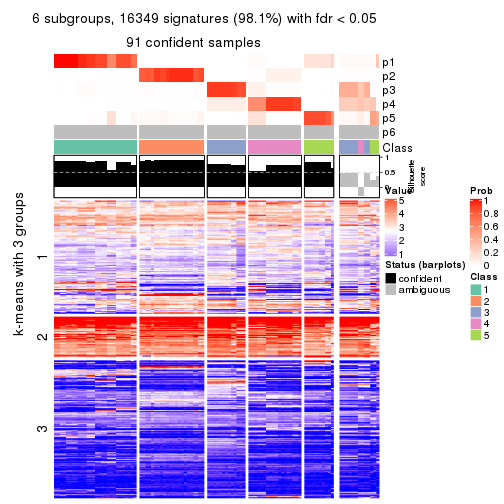 6 subgroups, 16349 signatures (98.1%) with fdr < 0.05
91 confident samples
p1
p2
p3
p4
p5
p6
Class
1
0.5
0
Silhouette
score
k-means with 3 groups
1
2
3
Value
5
4
3
2
1
Status (barplots)
confident
ambiguous
Prob
1
0.8
0.6
0.4
0.2
0
Class
1
2
3
4
5